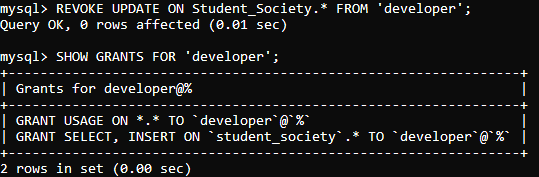 mysql> REVOKE UPDATE ON Student_Society.* FROM 'developer';
Query OK, 0 rows affected (0.01 sec)
mysql> SHOW GRANTS FOR 'developer';
+-----------------------------------------------------------------+
| Grants for developer@%                                          |
+-----------------------------------------------------------------+
| GRANT USAGE ON *.* TO `developer`@`%`                           |
| GRANT SELECT, INSERT ON `student_society`.* TO `developer`@`%` |
+-----------------------------------------------------------------+
2 rows in set (0.00 sec)